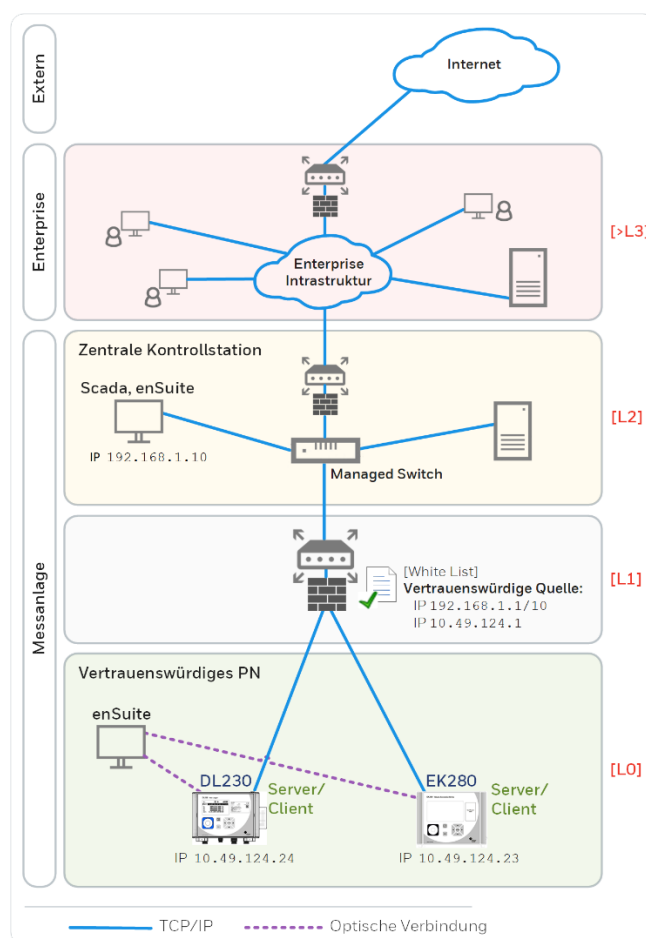 Extern
Internet
Enterprise
Enterprise
Intrastruktur
[>L3]
Messanlage
Zentrale Kontrollstation
Scada, enSuite
IP 192.168.1.10
Managed Switch
[L2]
[White List]
Vertrauenswürdige Quelle:
IP 192.168.1.1/10
IP 10.49.124.1
[L1]
Vertrauenswürdiges PN
enSuite
DL230
Server/
Client
IP 10.49.124.24
EK280
Server/
Client
IP 10.49.124.23
[L0]
TCP/IP
Optische Verbindung